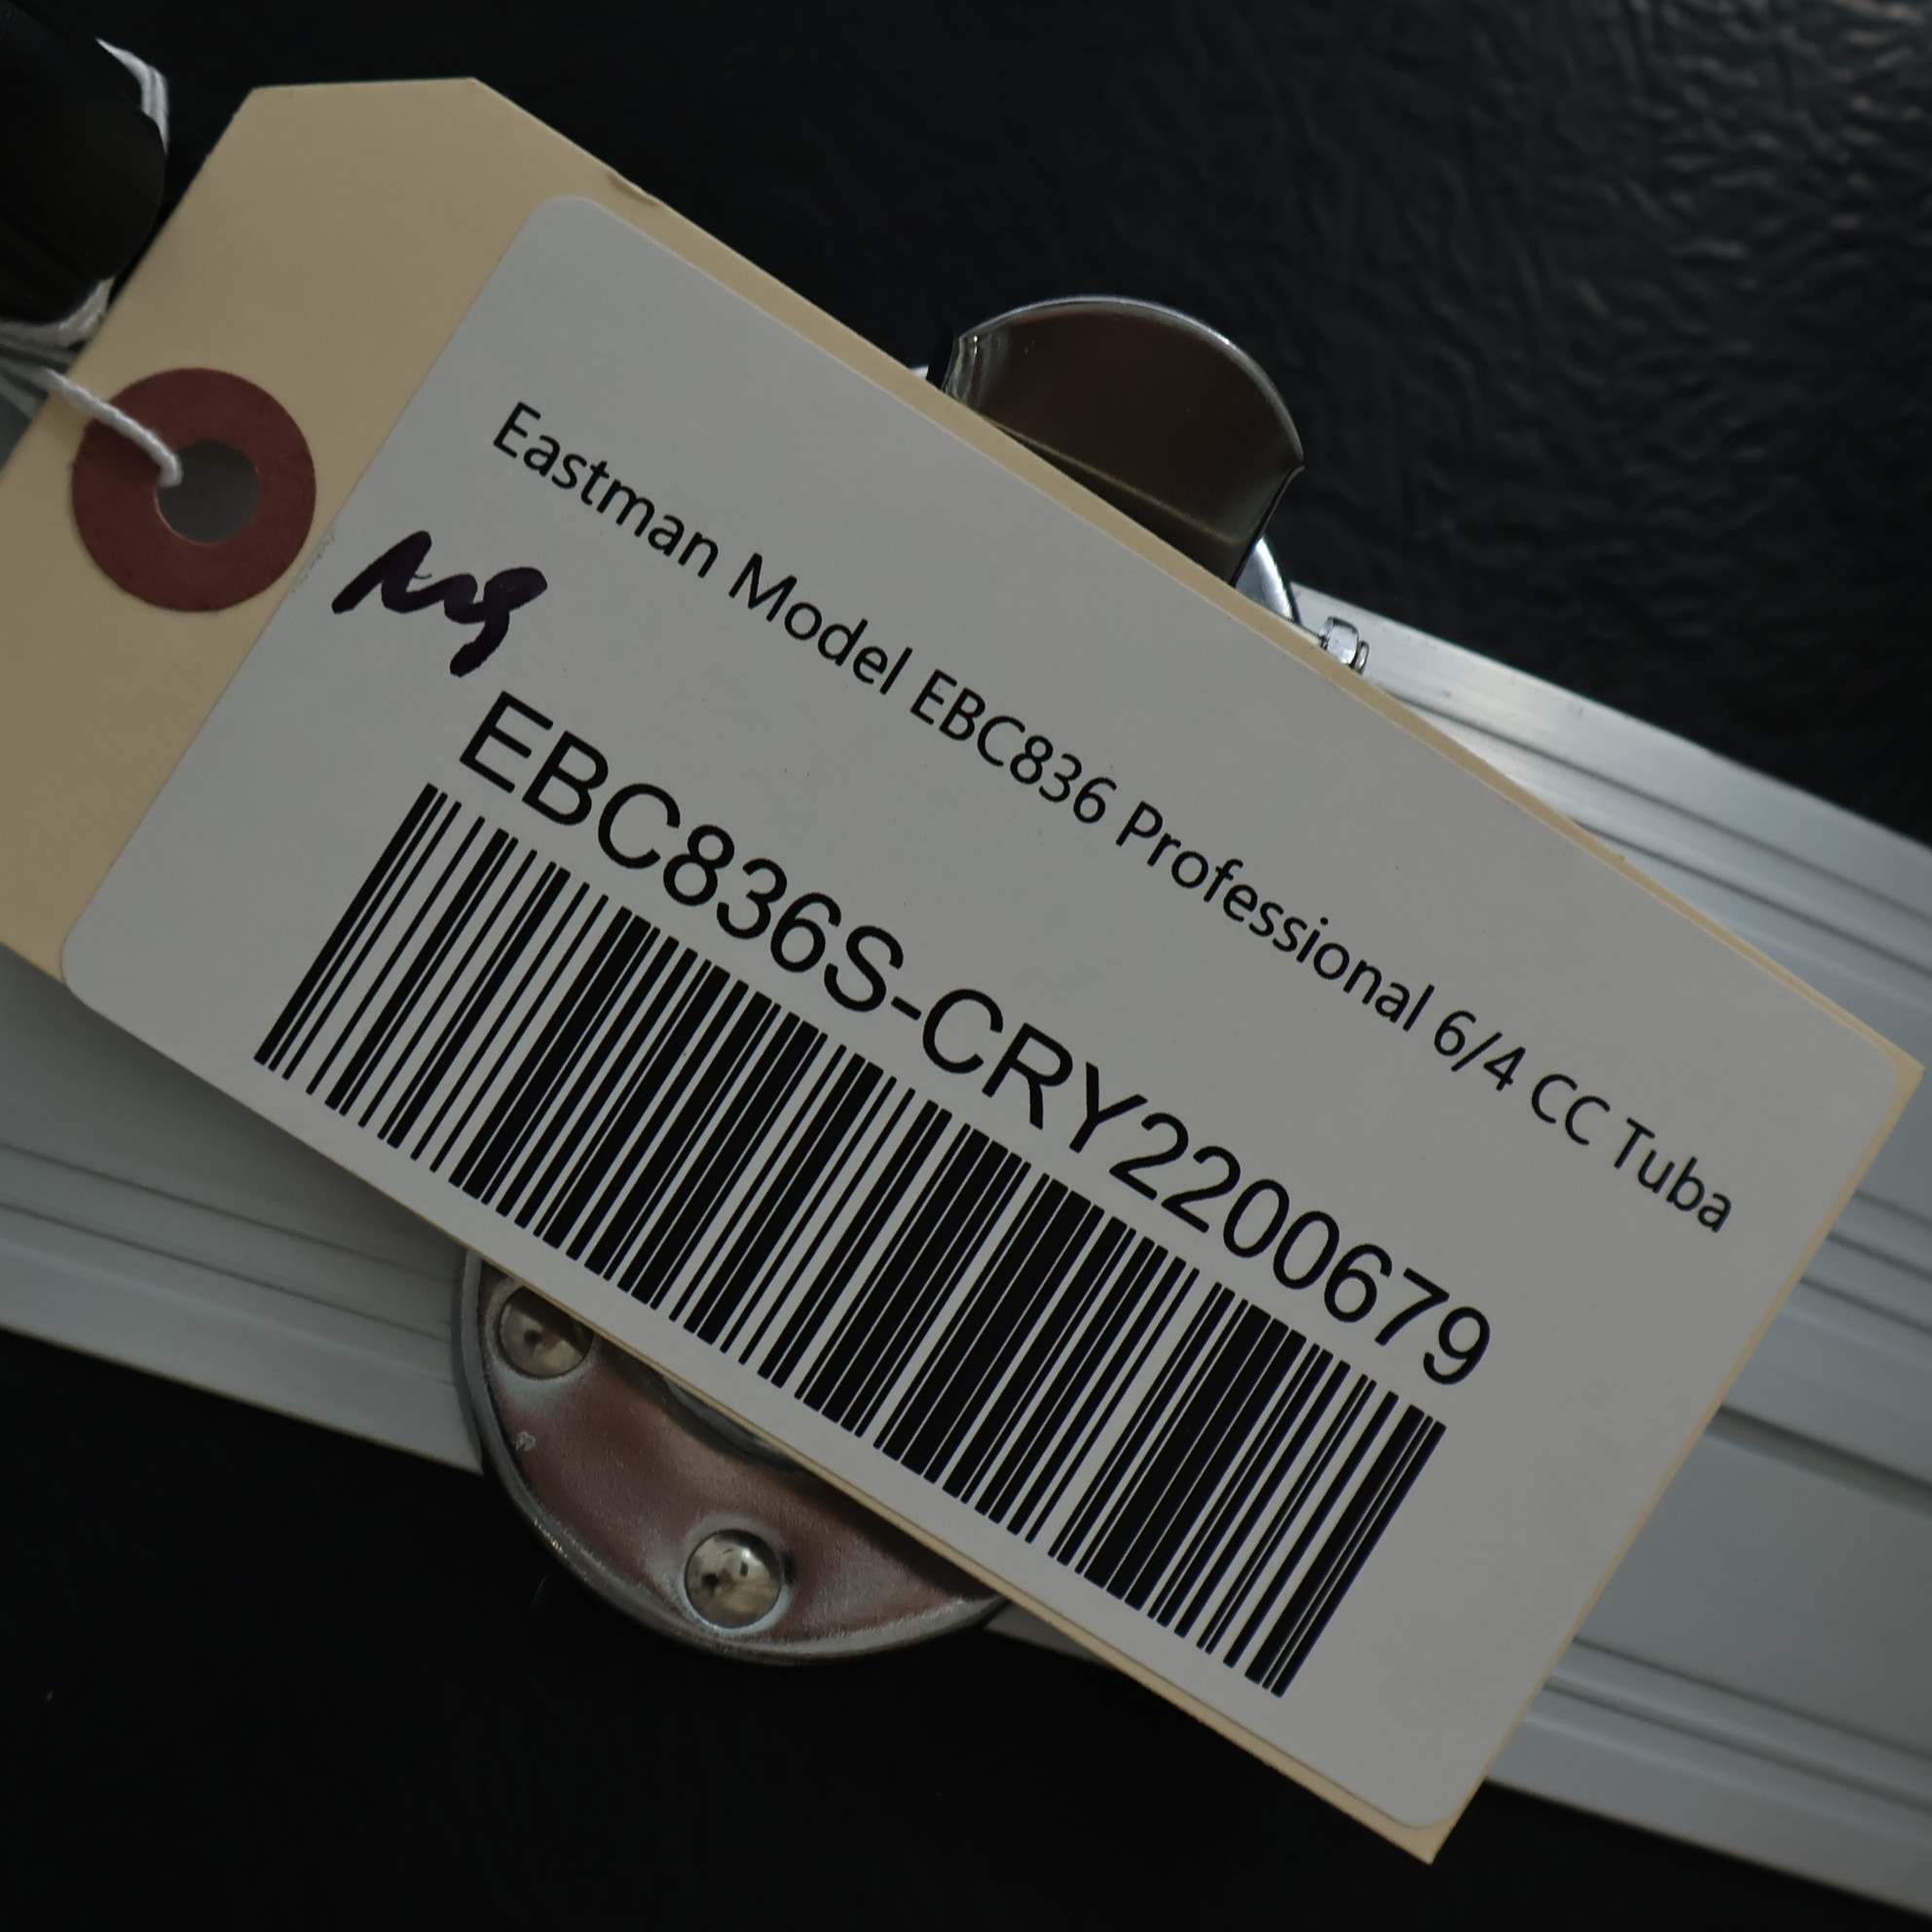 Eastman Model EBC836 Professional 6/4 CC Tuba
EBC836S-CRY2200679